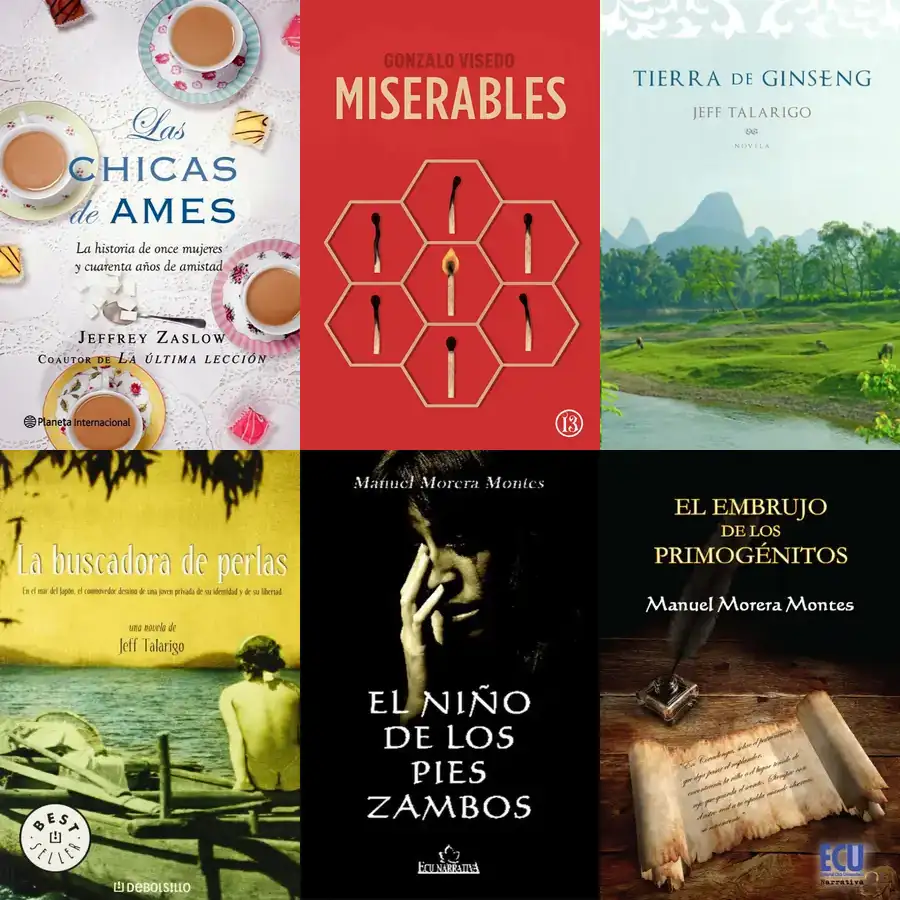 Las
CHICAS
de AMES
La historia de once mujeres
y cuarenta años de amistad
JEFFREY ZASLOW
COAUTOR DE LA ÚLTIMA LECCIÓN
Planeta Internacional
GONZALO VISEDO
MISERABLES
13
TIERRA DE GINSENG
JEFF TALARIGO
NOVELA
La buscadora de perlas
En el mar del Japón, el conmovedor destino de una joven privada de su identidad y de su libertad
una novela de
Jeff Talarigo
BEST
SELLER
DEBOLS!LLO
Manuel Morera Montes
EL NIÑO
DE LOS
PIES
ZAMBOS
ECU NARRATIVA
EL EMBRUJO
DE LOS
PRIMOGÉNITOS
Manuel Morera Montes
ECU
Narrativa